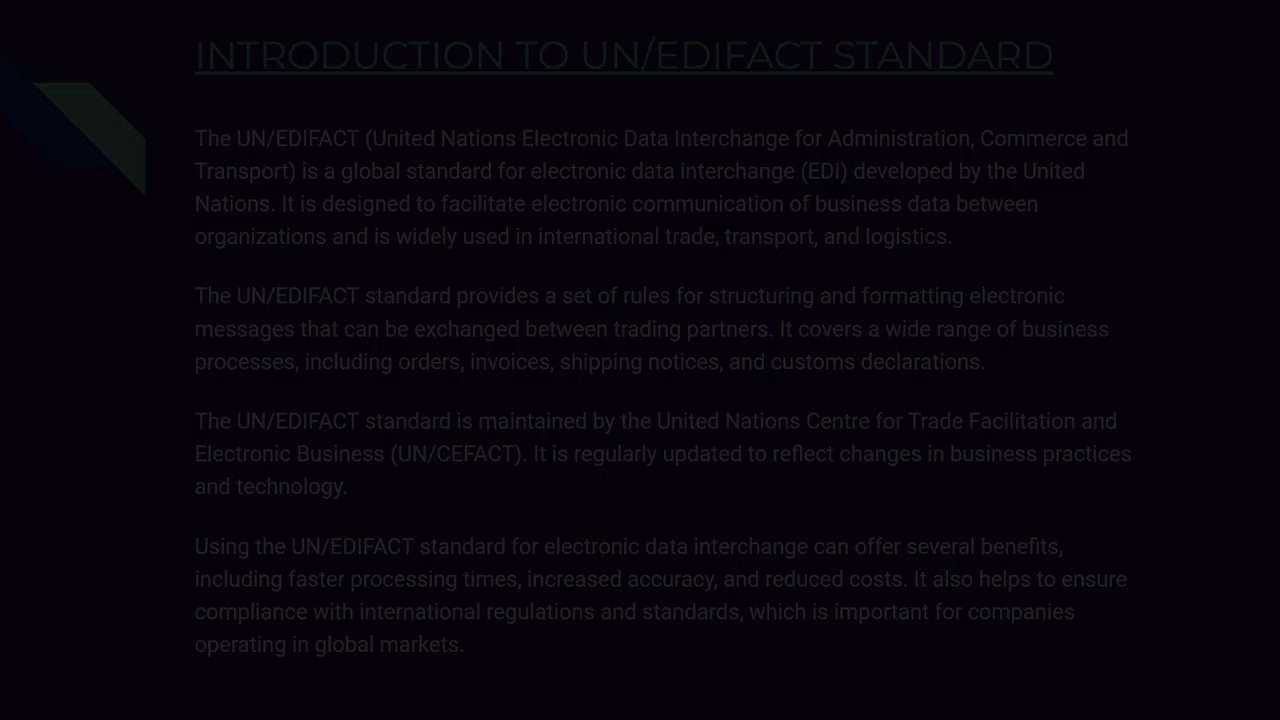 INTRODUCTION TO UN/EDIFACT STANDARD
The UN/EDIFACT (United Nations Electronic Data Interchange for Administration, Commerce and
Transport) is a global standard for electronic data interchange (EDI) developed by the United
Nations. It is designed to facilitate electronic communication of business data between
organizations and is widely used in international trade, transport, and logistics.
The UN/EDIFACT standard provides a set of rules for structuring and formatting electronic
messages that can be exchanged between trading partners. It covers a wide range of business
processes, including orders, invoices, shipping notices, and customs declarations.
The UN/EDIFACT standard is maintained by the United Nations Centre for Trade Facilitation and
Electronic Business (UN/CEFACT). It is regularly updated to reflect changes in business practices
and technology.
Using the UN/EDIFACT standard for electronic data interchange can offer several benefits,
including faster processing times, increased accuracy, and reduced costs. It also helps to ensure
compliance with international regulations and standards, which is important for companies
operating in global markets.